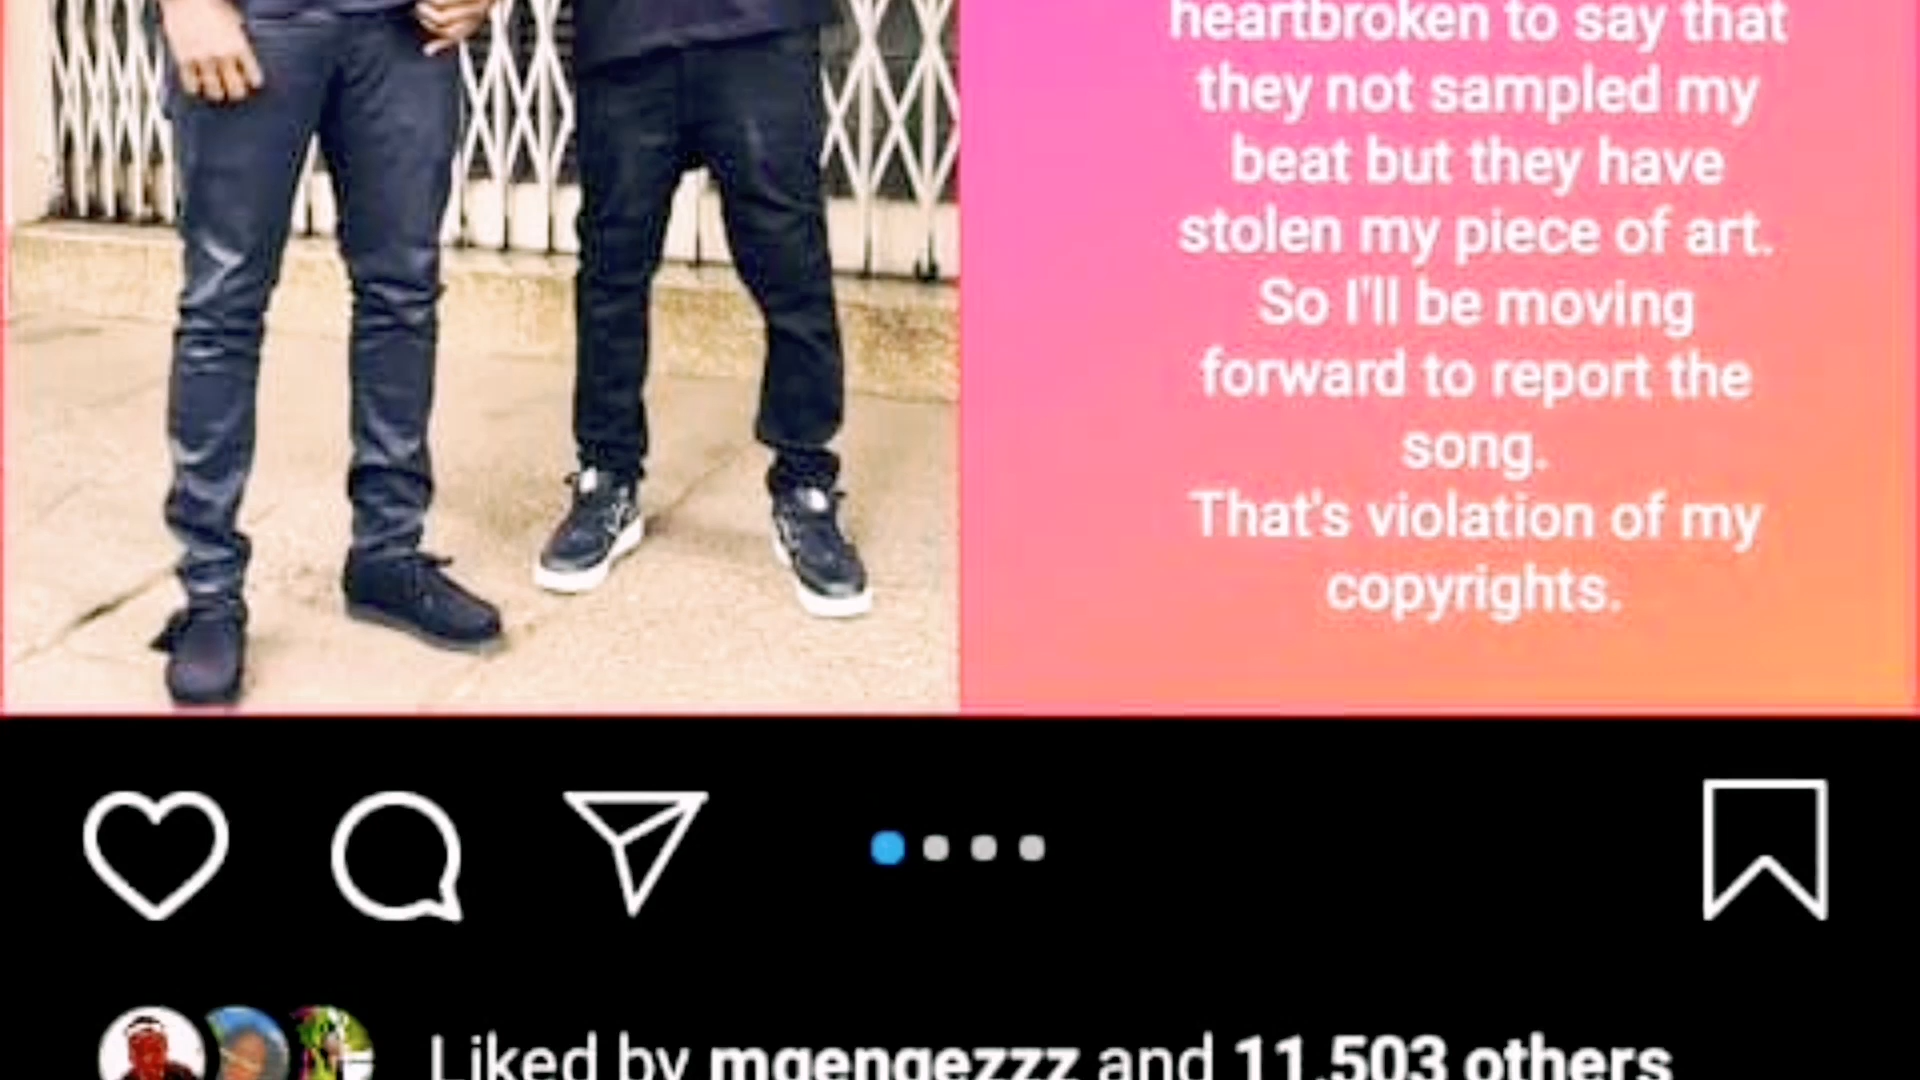 heartbroken to say that
they not sampled my
beat but they have
stolen my piece of art.
So I'll be moving
forward to report the
song.
That's violation of my
copyrights.
Liked by mgengezzz and 11,503 others